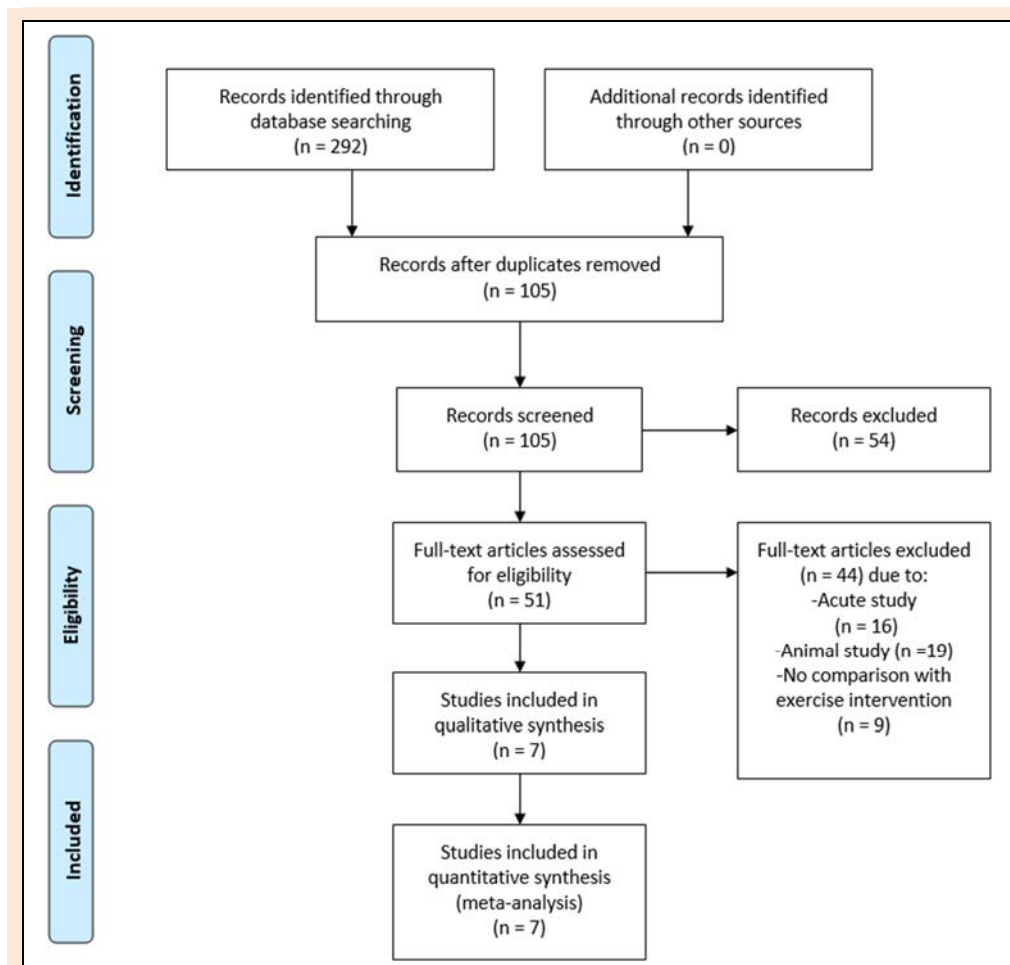 Identification
Records identified through
database searching
(n = 292)
Additional records identified
through other sources
(n = 0)
Records after duplicates removed
(n = 105)
Screening
Records screened
(n = 105)
Records excluded
(n = 54)
Eligibility
Full-text articles assessed
for eligibility
(n = 51)
Full-text articles excluded
(n = 44) due to:
-Acute study
(n = 16)
-Animal study (n =19)
-No comparison with
exercise intervention
(n = 9)
Studies included in
qualitative synthesis
(n = 7)
Included
Studies included in
quantitative synthesis
(meta-analysis)
(n = 7)